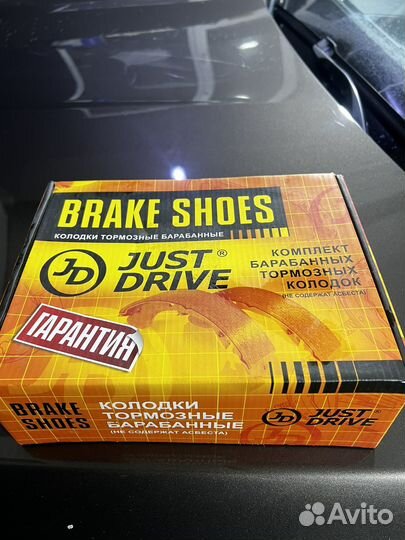 BRAKE SHOES
КОЛОДКИ ТОРМОЗНЫЕ БАРАБАННЫЕ
JD JUST DRIVE ®
КОМПЛЕКТ
БАРАБАННЫХ
ТОРМОЗНЫХ
КОЛОДОК
(НЕ СОДЕРЖАТ АСБЕСТА)
ГАРАНТИЯ
BRAKE
SHOES
КОЛОДКИ
ТОРМОЗНЫЕ
БАРАБАННЫЕ
(НЕ СОДЕРЖАТ АСБЕСТА)
JD JUST DRIVE ®
Avito